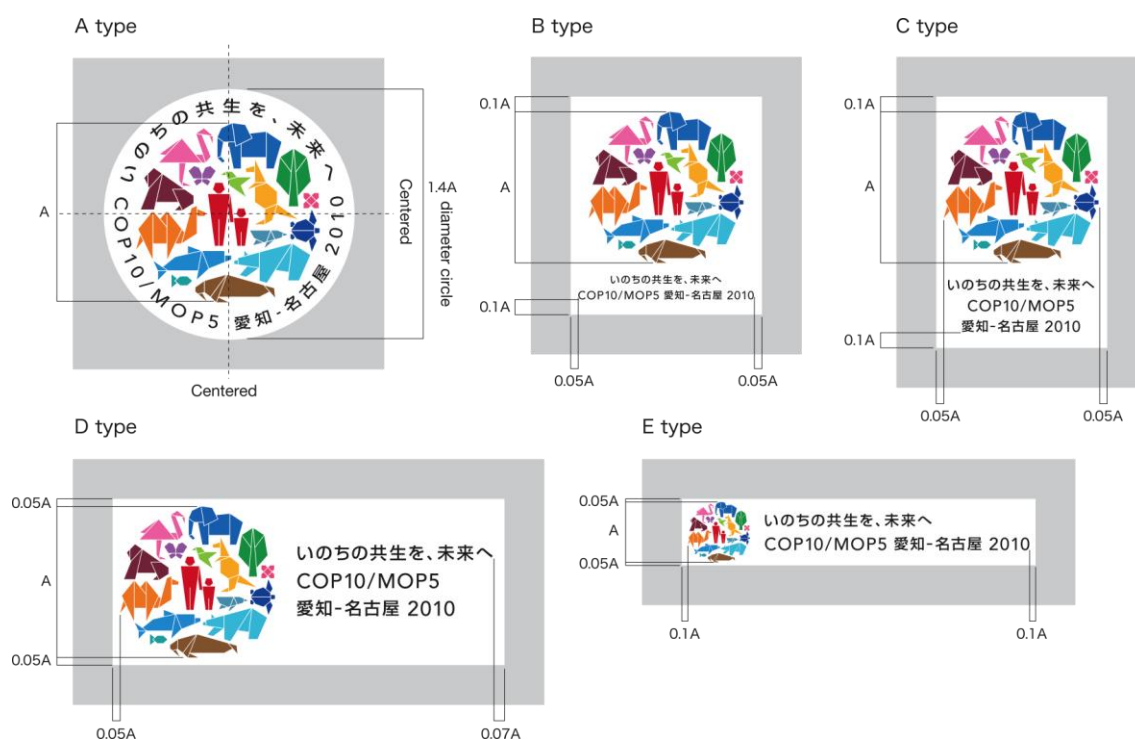 A type
いのちの共生を、未来へ
COP10/MOP5 愛知-名古屋 2010
A
Centered
1.4A diameter circle
Centered
B type
0.1A
A
0.1A
いのちの共生を、未来へ
COP10/MOP5 愛知-名古屋 2010
0.05A
0.05A
C type
0.1A
A
0.1A
いのちの共生を、未来へ
COP10/MOP5
愛知-名古屋 2010
0.05A
0.05A
D type
0.05A
A
0.05A
いのちの共生を、未来へ
COP10/MOP5
愛知-名古屋 2010
0.05A
0.07A
E type
0.05A
A
0.05A
いのちの共生を、未来へ
COP10/MOP5 愛知-名古屋 2010
0.1A
0.1A